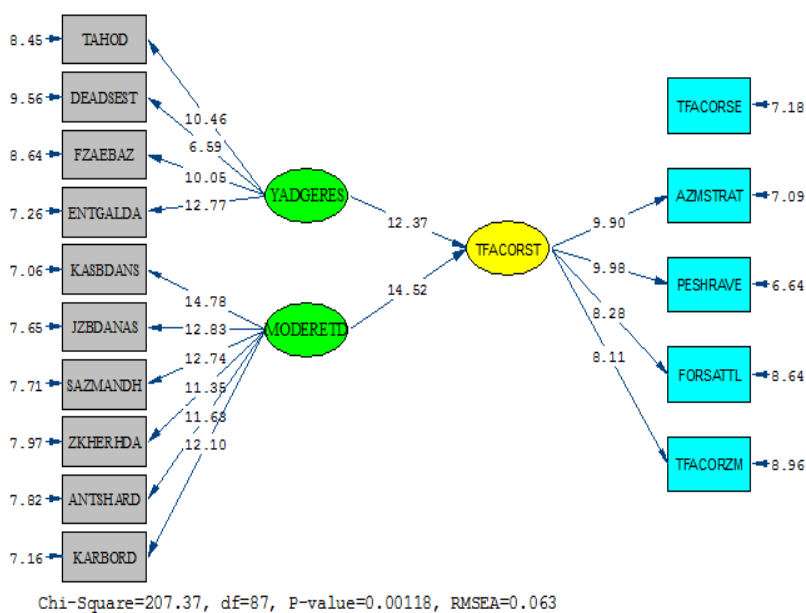 8.45 TAHOD
9.56 DEADSEST
8.64 FZAEBAZ
7.26 ENTGALDA
7.06 KASBDANS
7.65 JZBDANAS
7.71 SAZMANDH
7.97 ZKHERHDA
7.82 ANTSHARD
7.16 KARBORD
10.46
6.59
10.05
12.77
14.78
12.83
12.74
11.35
11.68
12.10
YADGERES
MODERETD
12.37
14.52
TFACORST
9.90
9.98
8.28
8.11
TFACORSE 7.18
AZMSTRAT 7.09
PESHRAVE 6.64
FORSATTL 8.64
TFACORZM 8.96
Chi-Square=207.37, df=87, P-value=0.00118, RMSEA=0.063